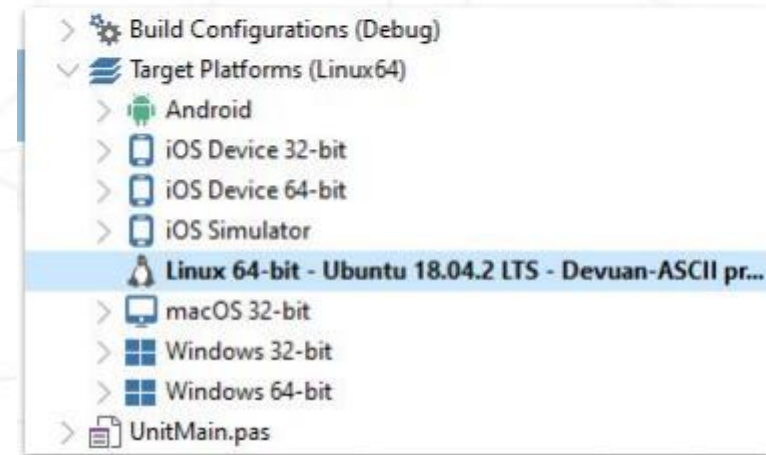 Build Configurations (Debug)
Target Platforms (Linux64)
Android
iOS Device 32-bit
iOS Device 64-bit
iOS Simulator
Linux 64-bit - Ubuntu 18.04.2 LTS - Devuan-ASCII pr...
macOS 32-bit
Windows 32-bit
Windows 64-bit
UnitMain.pas